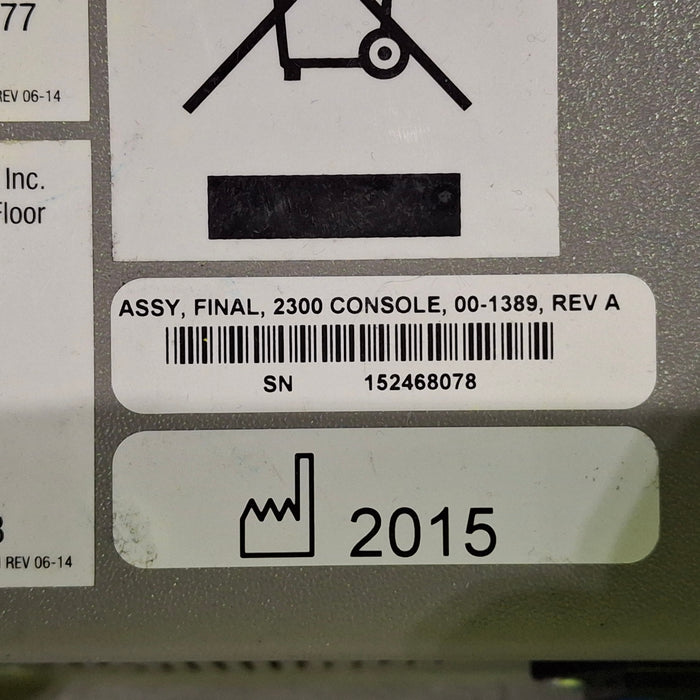 77
REV 06-14
Inc.
Floor
ASSY, FINAL, 2300 CONSOLE, 00-1389, REV A
SN 152468078
2015
REV 06-14